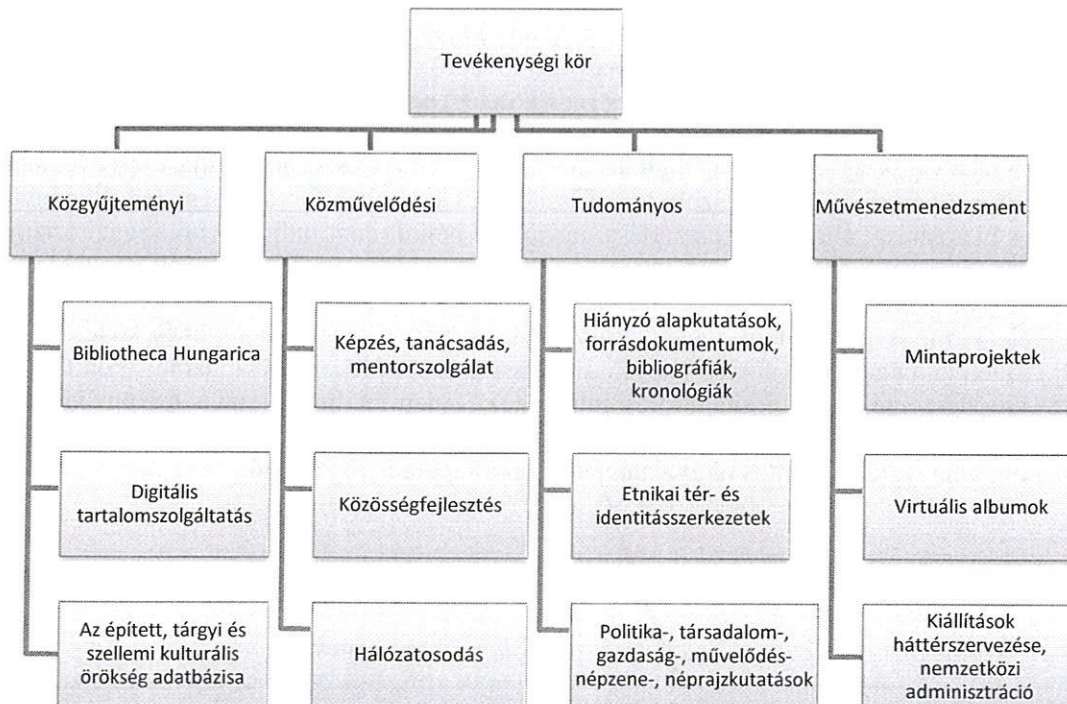 Tevékenységi kör
Közgyűjteményi
Közművelődési
Tudományos
Művészetmenedzsment
Bibliotheca Hungarica
Képzés, tanácsadás,
mentorszolgálat
Hiányzó alapkutatások,
forrásdokumentumok,
bibliográfiák,
kronológiák
Mintaprojektek
Digitális
tartalomszolgáltatás
Közösségfejlesztés
Etnikai tér- és
identitásszerkezetek
Virtuális albumok
Az épített, tárgyi és
szellemi kulturális
örökség adatbázisa
Hálózatosodás
Politika-, társadalom-,
gazdaság-, művelődés-
népzene-, néprajzkutatások
Kiállítások
háttérszervezése,
nemzetközi
adminisztráció